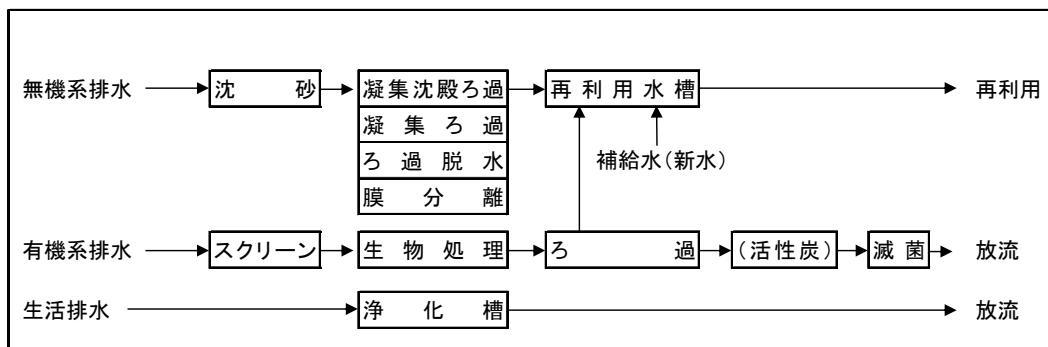 無機系排水 沈砂 凝集沈殿ろ過 再利用水槽 再利用
凝集ろ過
ろ過脱水 補給水(新水)
膜分離
有機系排水 スクリーン 生物処理 ろ過 (活性炭) 滅菌 放流
生活排水 浄化槽 放流